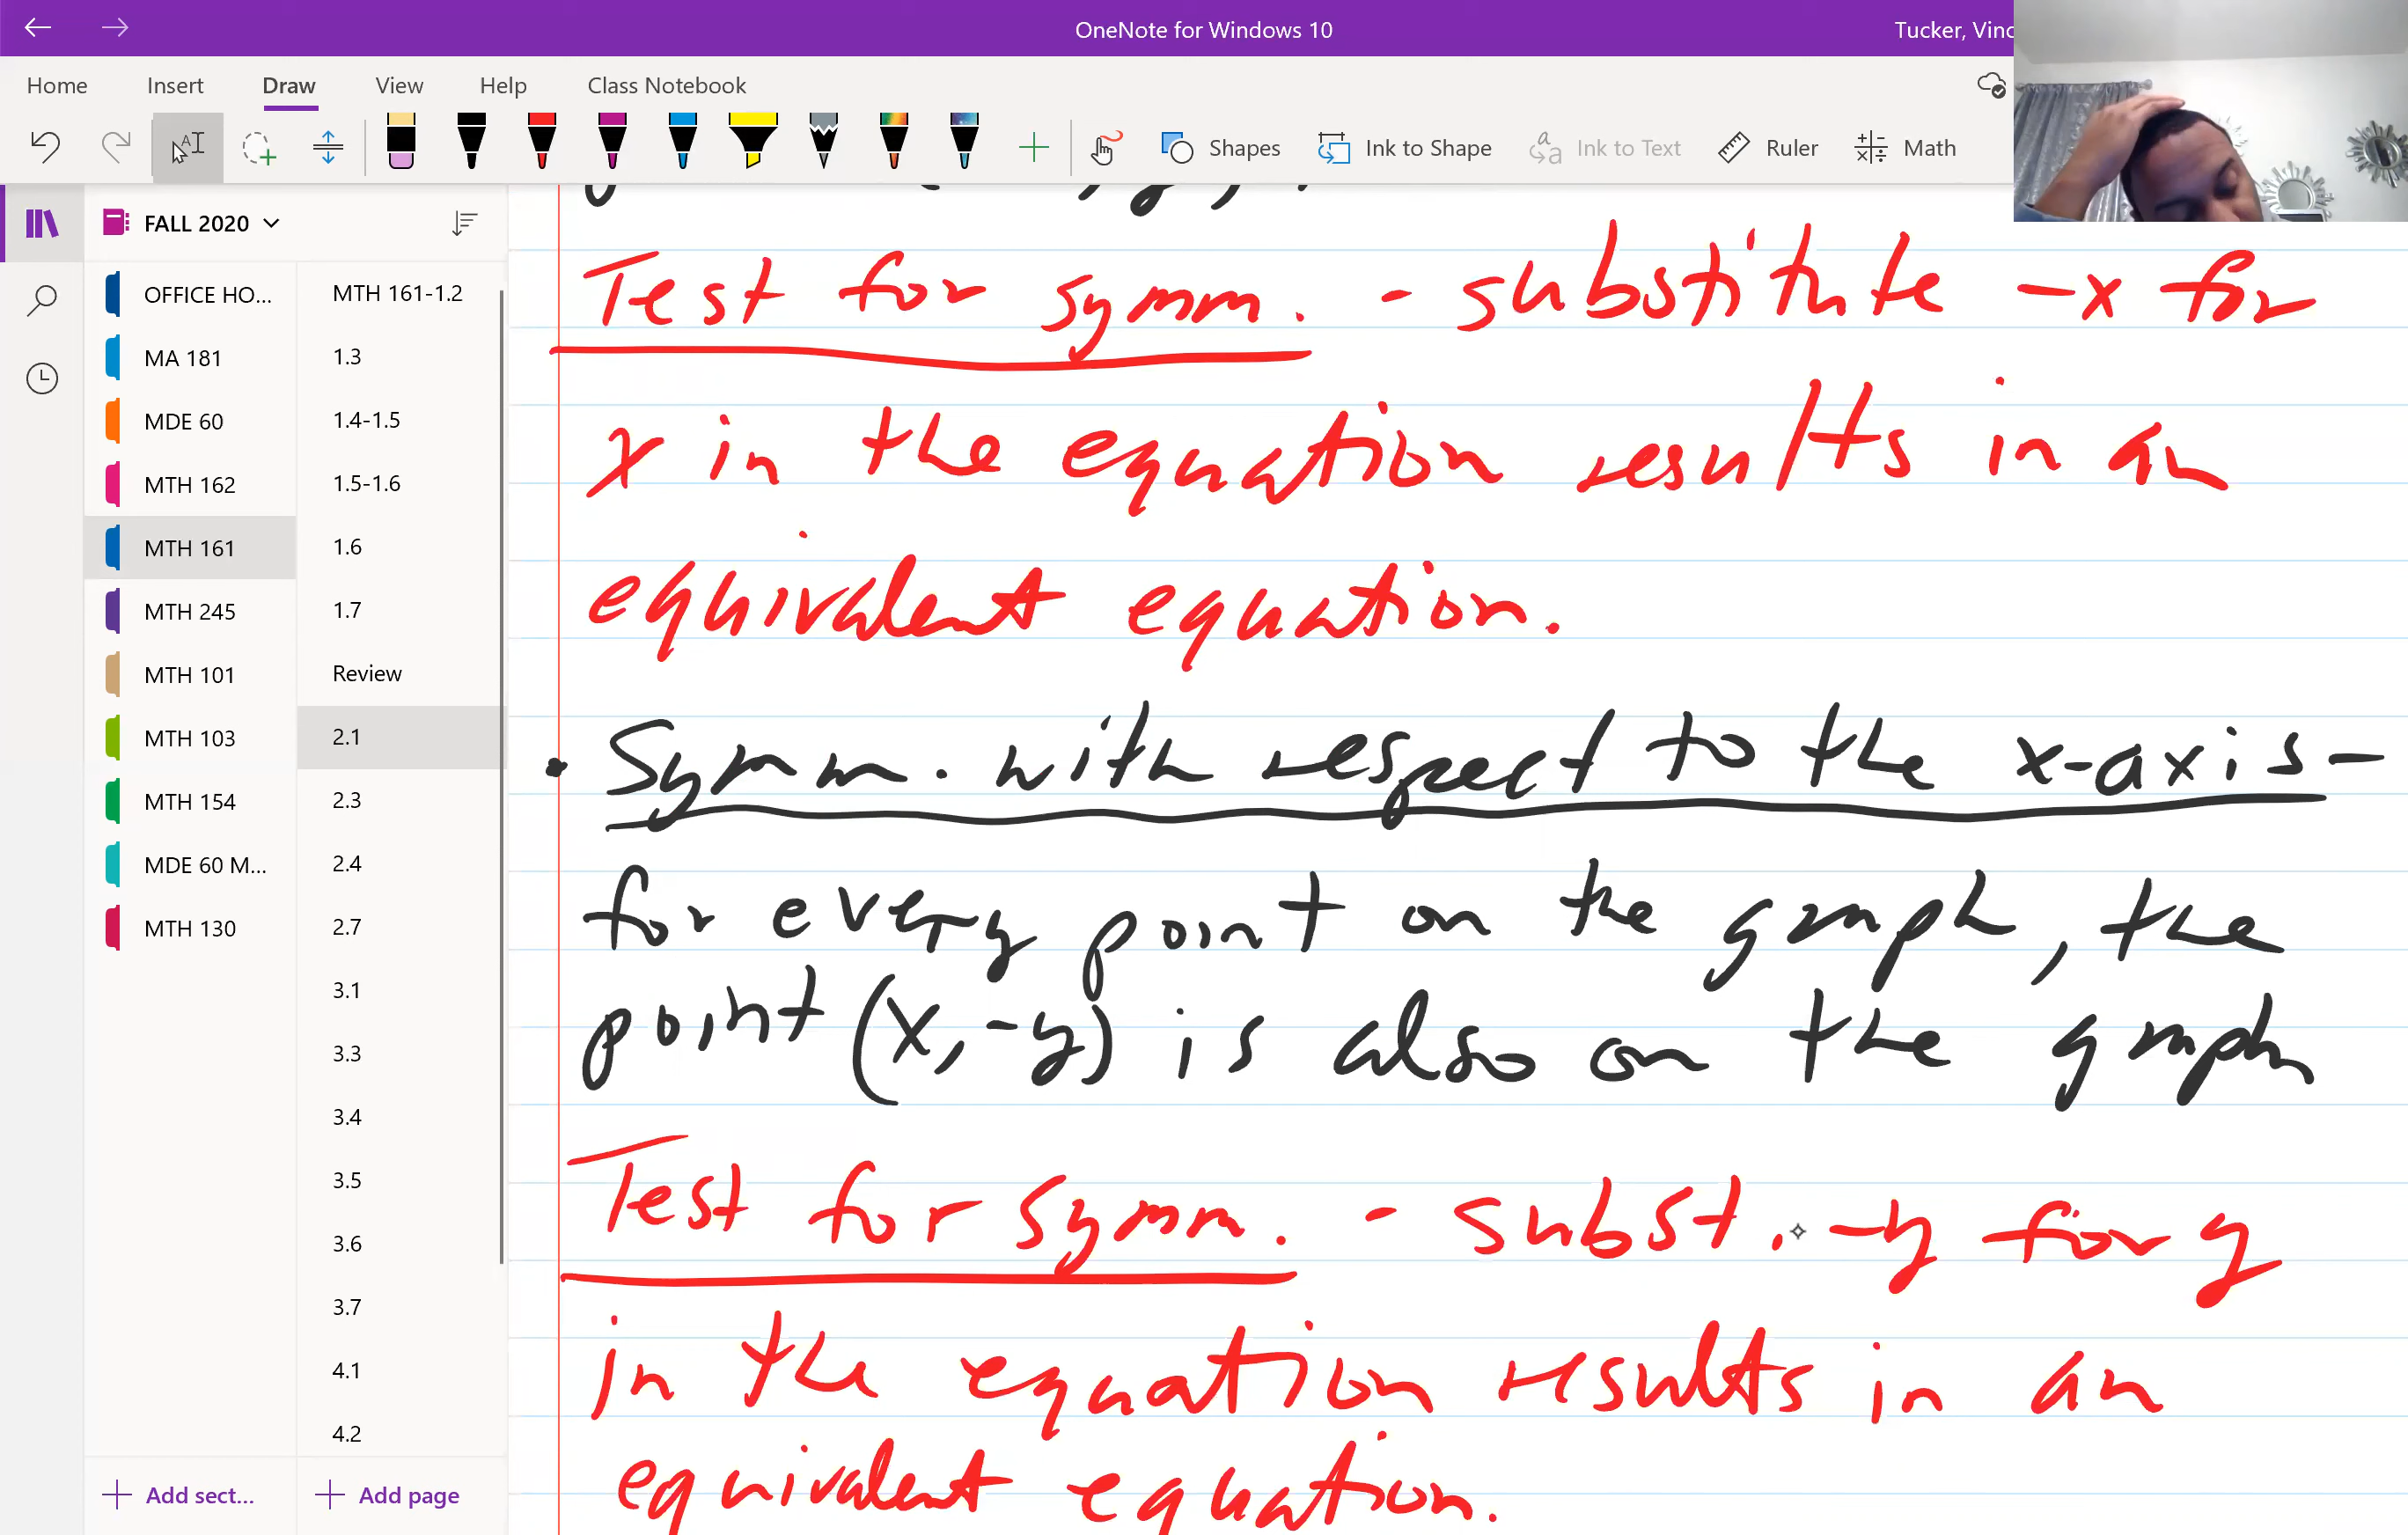 OneNote for Windows 10
Tucker, Vinc
Home Insert Draw View Help Class Notebook
Shapes Ink to Shape Ink to Text Ruler Math
FALL 2020
OFFICE HO...
MA 181
MDE 60
MTH 162
MTH 161
MTH 245
MTH 101
MTH 103
MTH 154
MDE 60 M...
MTH 130
Add sect...
MTH 161-1.2
1.3
1.4-1.5
1.5-1.6
1.6
1.7
Review
2.1
2.3
2.4
2.7
3.1
3.3
3.4
3.5
3.6
3.7
4.1
4.2
Add page
Test for symm. - substitute -x for
x in the equation results in an
equivalent equation.
• Symm. with respect to the x-axis -
for every point on the graph, the
point (x, -y) is also on the graph
Test for symm. - subst. -y for y
in the equation results in an
equivalent equation.